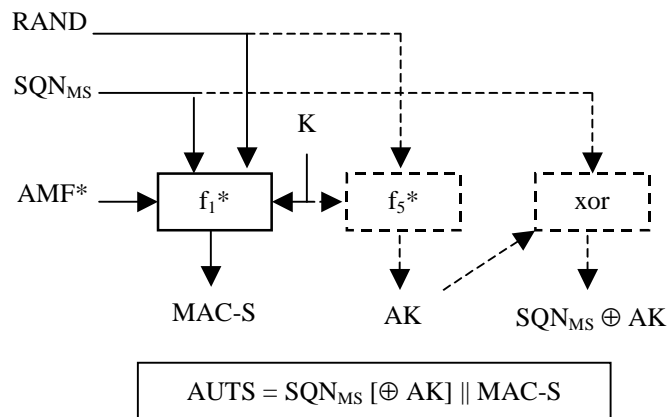 RAND
SQN_MS
K
AMF* f₁* f₅* xor
MAC-S AK SQN_MS ⊕ AK
AUTS = SQN_MS [⊕ AK] || MAC-S